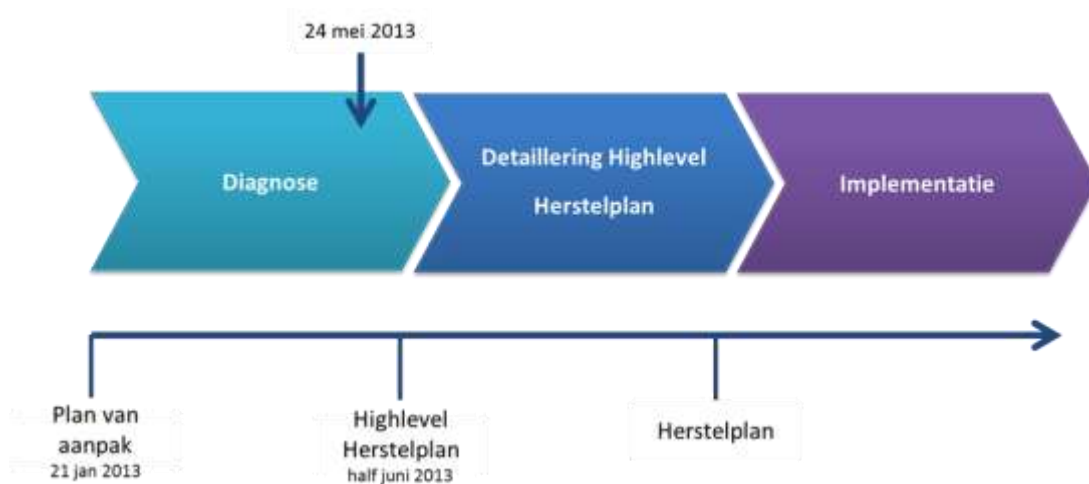 24 mei 2013
Diagnose
Detaillering Highlevel
Herstelplan
Implementatie
Plan van
aanpak
21 jan 2013
Highlevel
Herstelplan
half juni 2013
Herstelplan